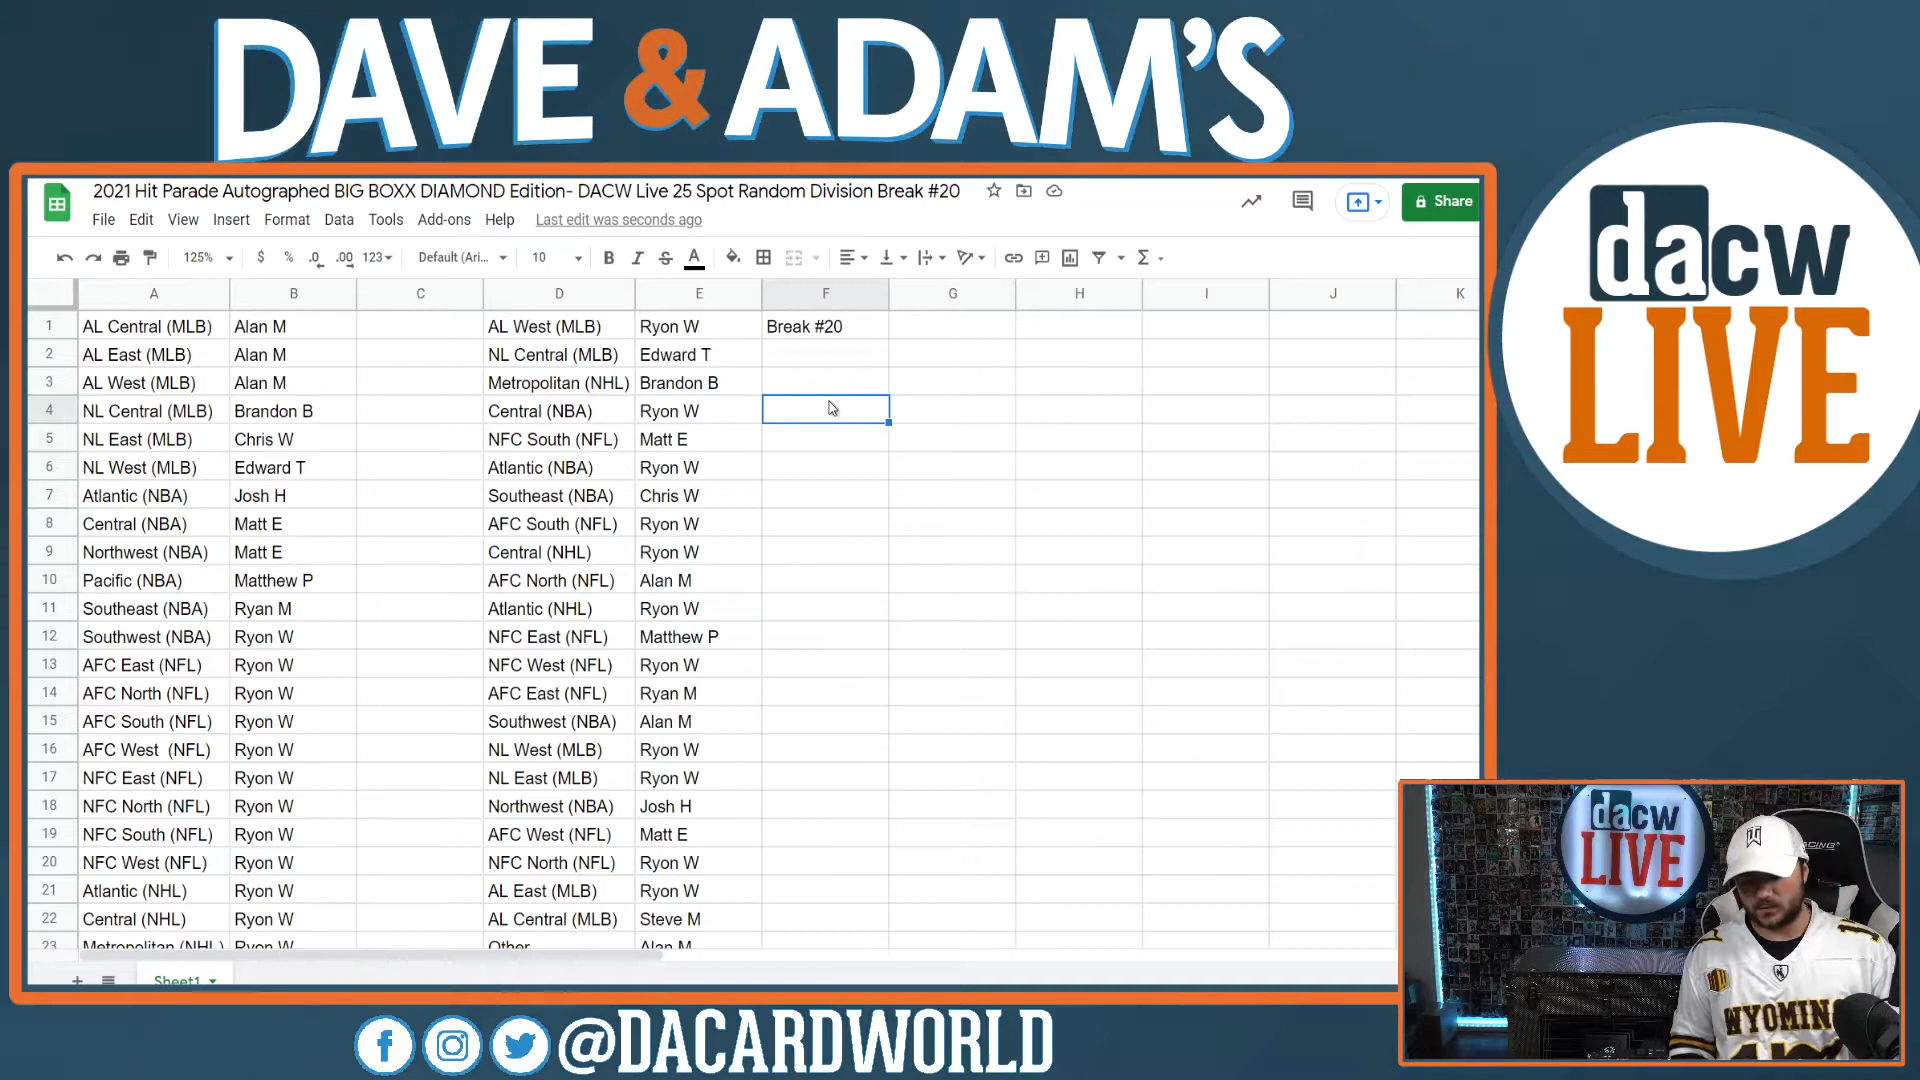 DAVE & ADAM'S
2021 Hit Parade Autographed BIG BOXX DIAMOND Edition- DACW Live 25 Spot Random Division Break #20
Share
File Edit View Insert Format Data Tools Add-ons Help Last edit was seconds ago
125% $ % .0 .00 123 Default (Ari... 10 B I S A
A B C D E F G H I J K
1 AL Central (MLB) Alan M AL West (MLB) Ryon W Break #20
2 AL East (MLB) Alan M NL Central (MLB) Edward T
3 AL West (MLB) Alan M Metropolitan (NHL) Brandon B
4 NL Central (MLB) Brandon B Central (NBA) Ryon W
5 NL East (MLB) Chris W NFC South (NFL) Matt E
6 NL West (MLB) Edward T Atlantic (NBA) Ryon W
7 Atlantic (NBA) Josh H Southeast (NBA) Chris W
8 Central (NBA) Matt E AFC South (NFL) Ryon W
9 Northwest (NBA) Matt E Central (NHL) Ryon W
10 Pacific (NBA) Matthew P AFC North (NFL) Alan M
11 Southeast (NBA) Ryan M Atlantic (NHL) Ryon W
12 Southwest (NBA) Ryon W NFC East (NFL) Matthew P
13 AFC East (NFL) Ryon W NFC West (NFL) Ryon W
14 AFC North (NFL) Ryon W AFC East (NFL) Ryan M
15 AFC South (NFL) Ryon W Southwest (NBA) Alan M
16 AFC West (NFL) Ryon W NL West (MLB) Ryon W
17 NFC East (NFL) Ryon W NL East (MLB) Ryon W
18 NFC North (NFL) Ryon W Northwest (NBA) Josh H
19 NFC South (NFL) Ryon W AFC West (NFL) Matt E
20 NFC West (NFL) Ryon W NFC North (NFL) Ryon W
21 Atlantic (NHL) Ryon W AL East (MLB) Ryon W
22 Central (NHL) Ryon W AL Central (MLB) Steve M
23 Metropolitan (NHL) Ryon W Other Alan M
Sheet1
dacw
LIVE
dacw
LIVE
WYOMING
@DACARDWORLD